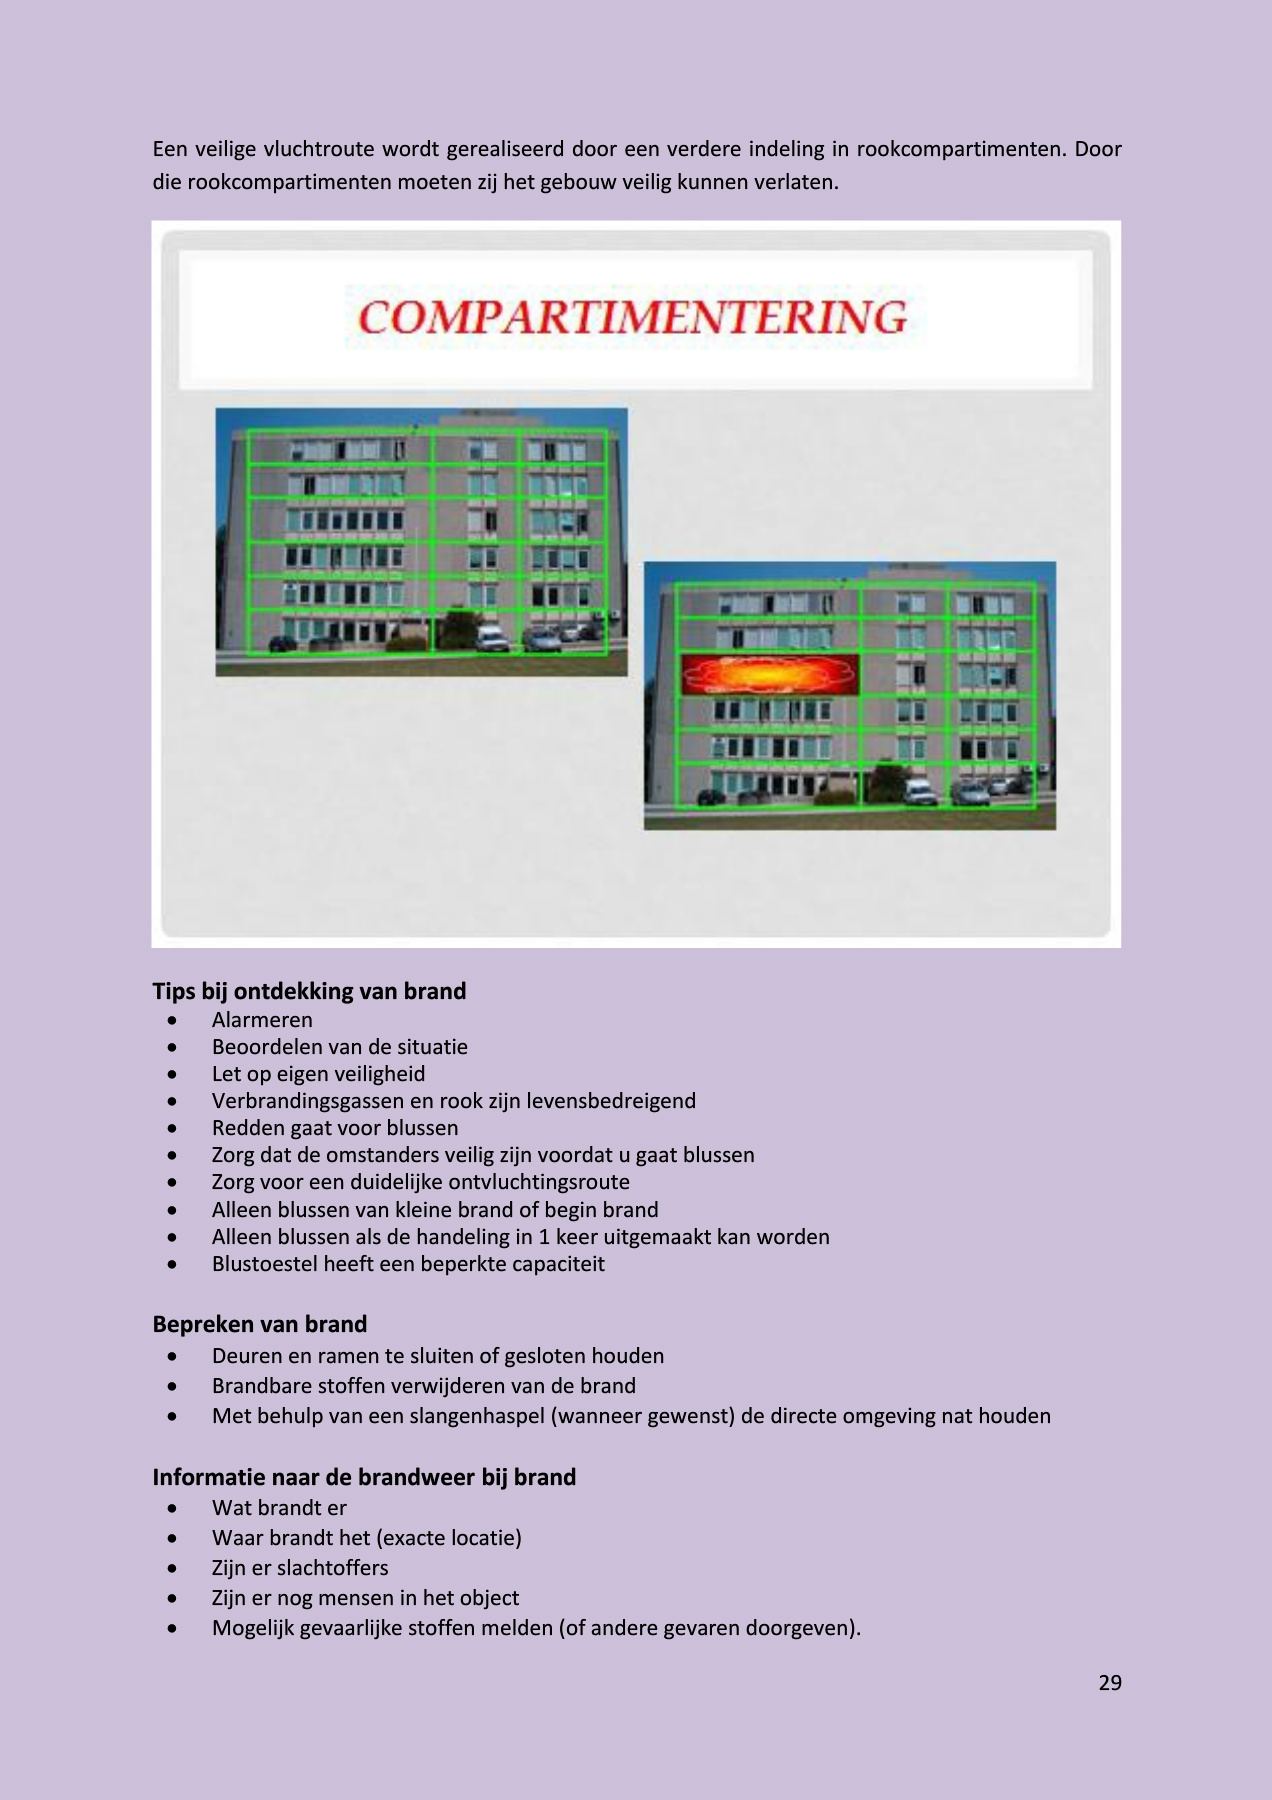 Een veilige vluchtroute wordt gerealiseerd door een verdere indeling in rookcompartimenten. Door
die rookcompartimenten moeten zij het gebouw veilig kunnen verlaten.
COMPARTIMENTERING
Tips bij ontdekking van brand
• Alarmeren
• Beoordelen van de situatie
• Let op eigen veiligheid
• Verbrandingsgassen en rook zijn levensbedreigend
• Redden gaat voor blussen
• Zorg dat de omstanders veilig zijn voordat u gaat blussen
• Zorg voor een duidelijke ontvluchtingsroute
• Alleen blussen van kleine brand of begin brand
• Alleen blussen als de handeling in 1 keer uitgemaakt kan worden
• Blustoestel heeft een beperkte capaciteit
Bepreken van brand
• Deuren en ramen te sluiten of gesloten houden
• Brandbare stoffen verwijderen van de brand
• Met behulp van een slangenhaspel (wanneer gewenst) de directe omgeving nat houden
Informatie naar de brandweer bij brand
• Wat brandt er
• Waar brandt het (exacte locatie)
• Zijn er slachtoffers
• Zijn er nog mensen in het object
• Mogelijk gevaarlijke stoffen melden (of andere gevaren doorgeven).
29